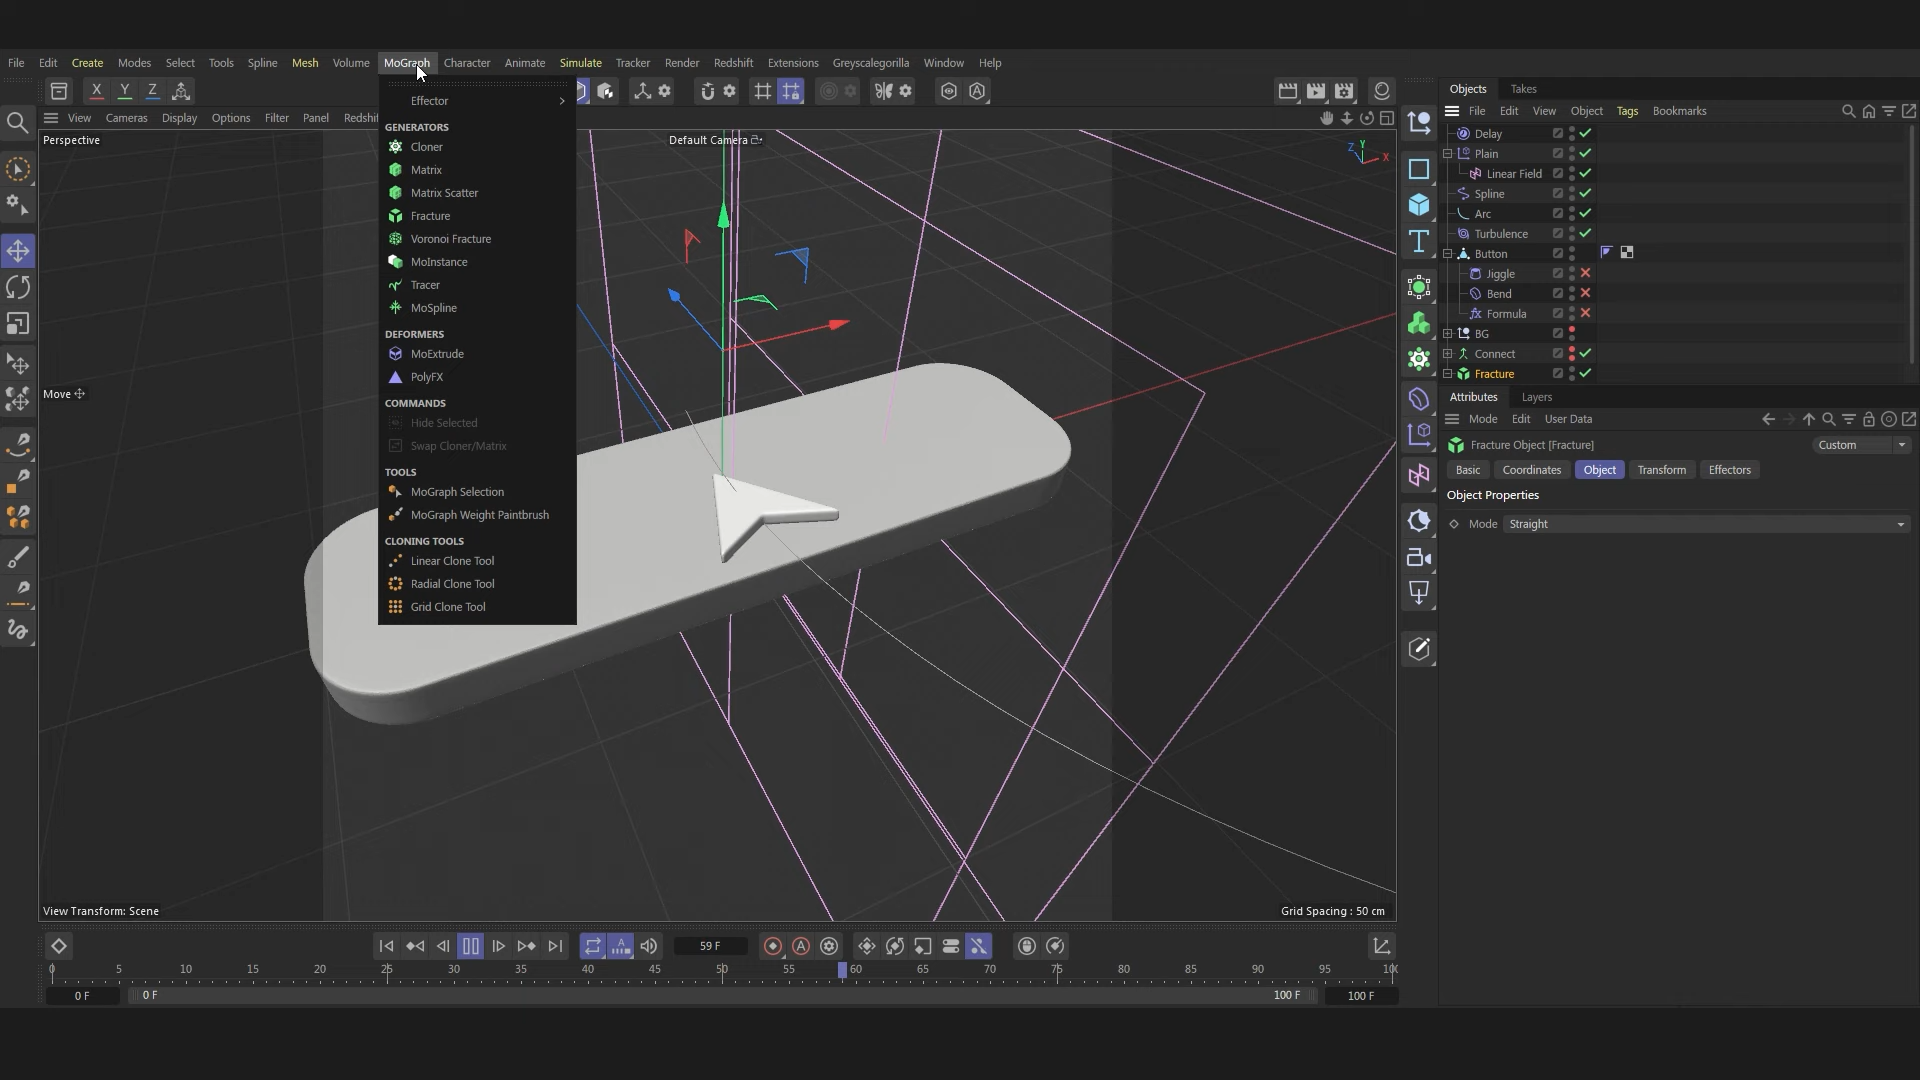 File Edit Create Modes Select Tools Spline Mesh Volume MoGraph Character Animate Simulate Tracker Render Redshift Extensions Greyscalegorilla Window Help
X Y Z
View Cameras Display Options Filter Panel Redshi
Perspective
Default Camera
Z Y X
Move
Effector
GENERATORS
Cloner
Matrix
Matrix Scatter
Fracture
Voronoi Fracture
MoInstance
Tracer
MoSpline
DEFORMERS
MoExtrude
PolyFX
COMMANDS
Hide Selected
Swap Cloner/Matrix
TOOLS
MoGraph Selection
MoGraph Weight Paintbrush
CLONING TOOLS
Linear Clone Tool
Radial Clone Tool
Grid Clone Tool
View Transform: Scene
Grid Spacing : 50 cm
Objects Takes
File Edit View Object Tags Bookmarks
Delay
Plain
Linear Field
Spline
Arc
Turbulence
Button
Jiggle
Bend
Formula
BG
Connect
Fracture
Attributes Layers
Mode Edit User Data
Fracture Object [Fracture]
Custom
Basic Coordinates Object Transform Effectors
Object Properties
Mode Straight
59 F
0 5 10 15 20 25 30 35 40 45 50 55 60 65 70 75 80 85 90 95 10
0 F 0 F 100 F 100 F